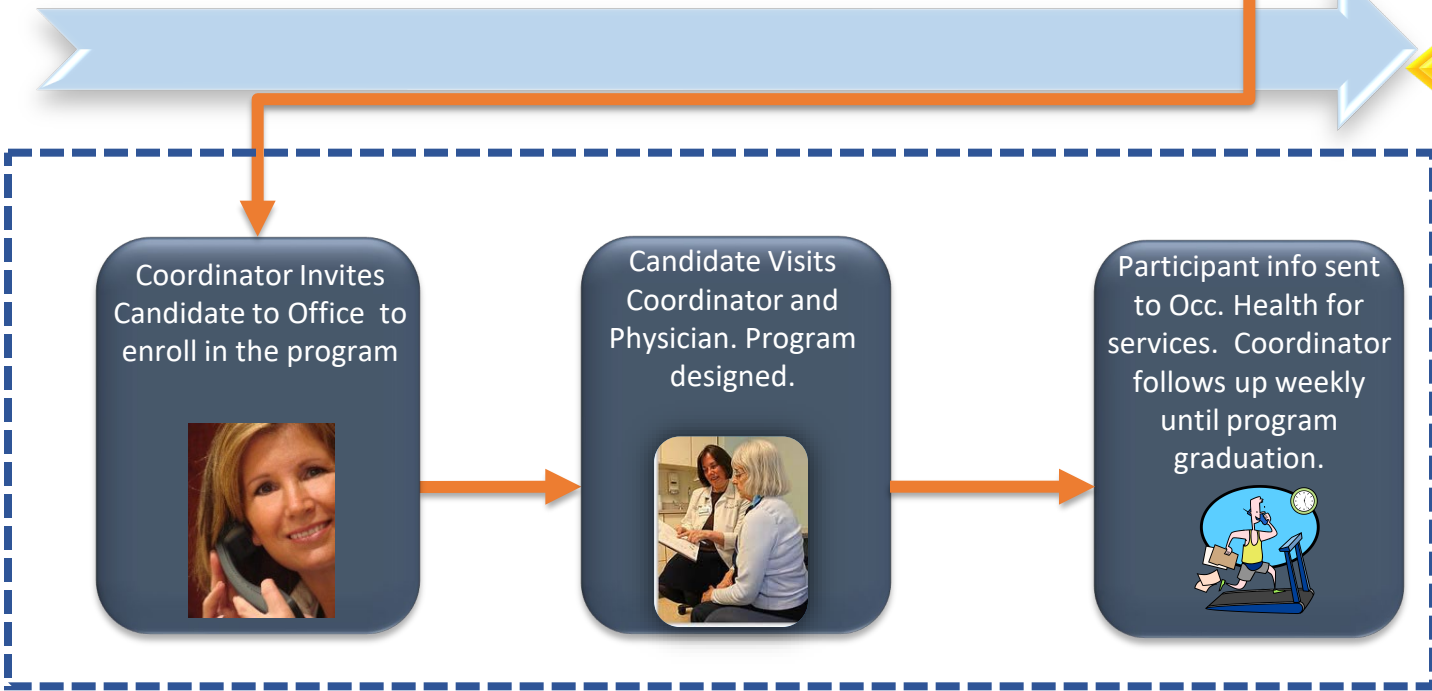 Coordinator Invites
Candidate to Office to
enroll in the program
Candidate Visits
Coordinator and
Physician. Program
designed.
Participant info sent
to Occ. Health for
services. Coordinator
follows up weekly
until program
graduation.